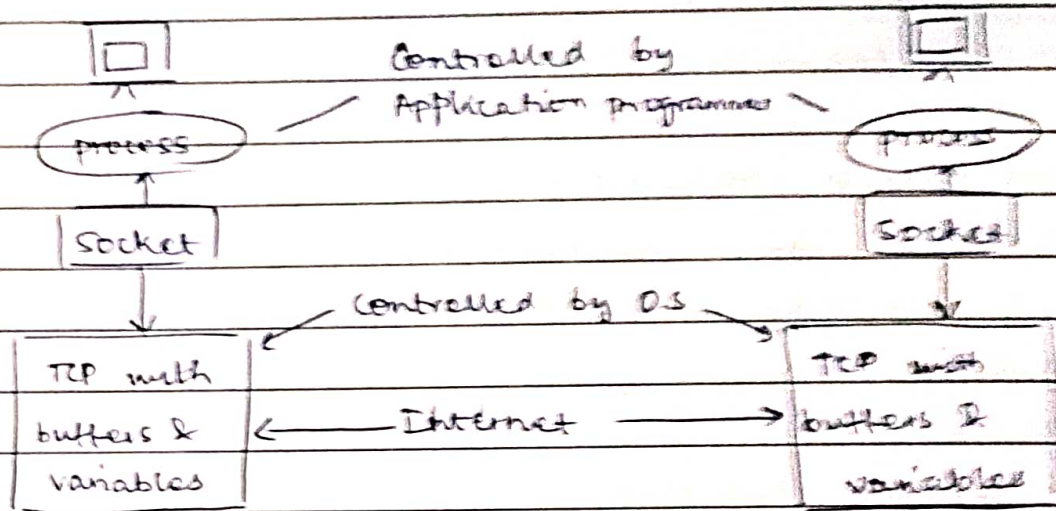 Controlled by
Application programmer
process process
Socket Socket
Controlled by OS
TCP with TCP with
buffers & Internet buffers &
variables variables